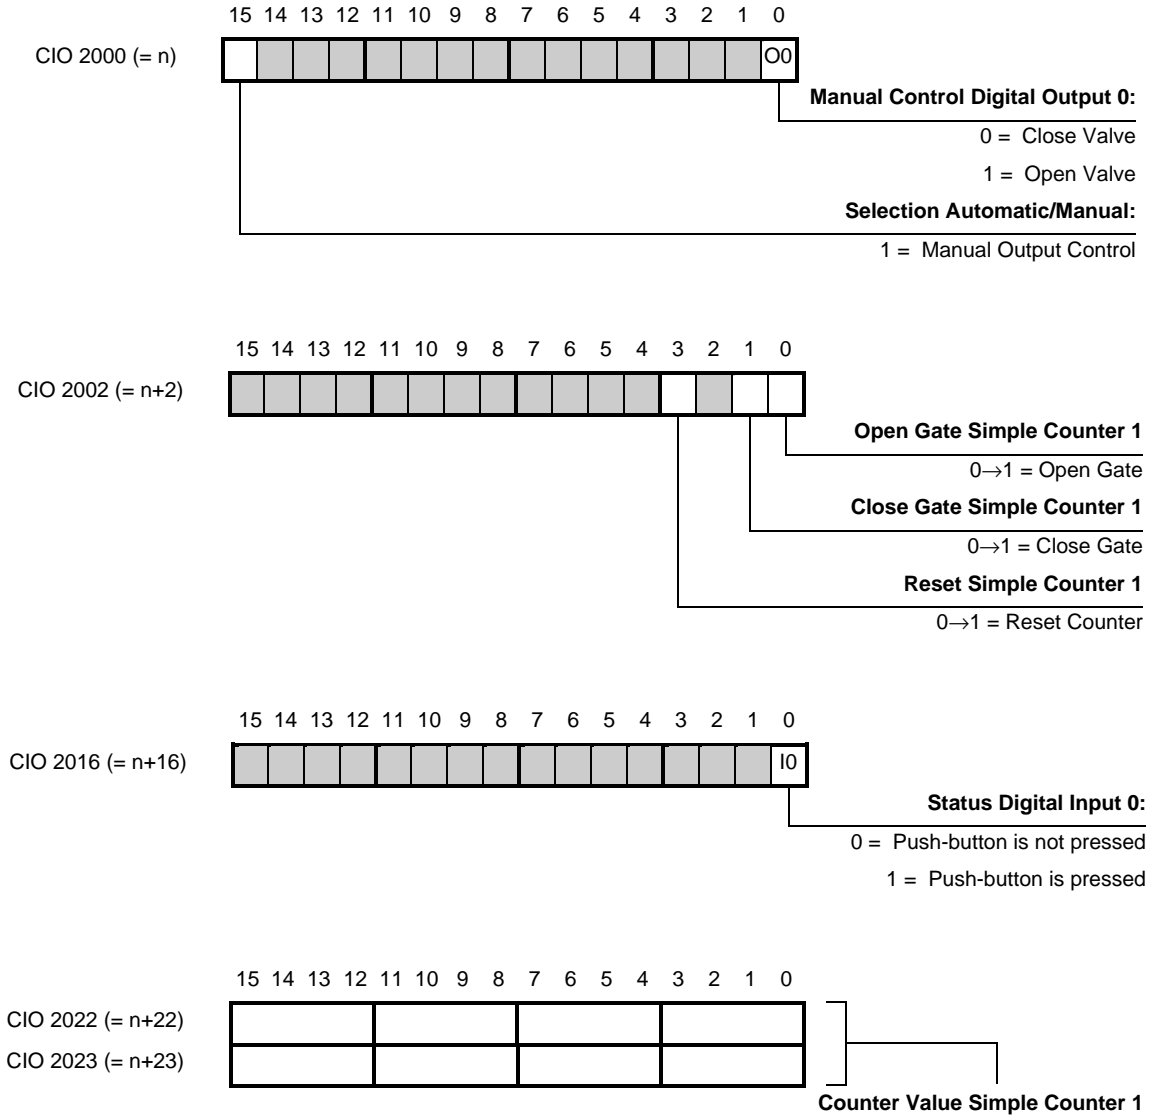 15 14 13 12 11 10 9 8 7 6 5 4 3 2 1 0
CIO 2000 (= n)
O0
Manual Control Digital Output 0:
0 = Close Valve
1 = Open Valve
Selection Automatic/Manual:
1 = Manual Output Control
15 14 13 12 11 10 9 8 7 6 5 4 3 2 1 0
CIO 2002 (= n+2)
Open Gate Simple Counter 1
0→1 = Open Gate
Close Gate Simple Counter 1
0→1 = Close Gate
Reset Simple Counter 1
0→1 = Reset Counter
15 14 13 12 11 10 9 8 7 6 5 4 3 2 1 0
CIO 2016 (= n+16)
I0
Status Digital Input 0:
0 = Push-button is not pressed
1 = Push-button is pressed
15 14 13 12 11 10 9 8 7 6 5 4 3 2 1 0
CIO 2022 (= n+22)
CIO 2023 (= n+23)
Counter Value Simple Counter 1